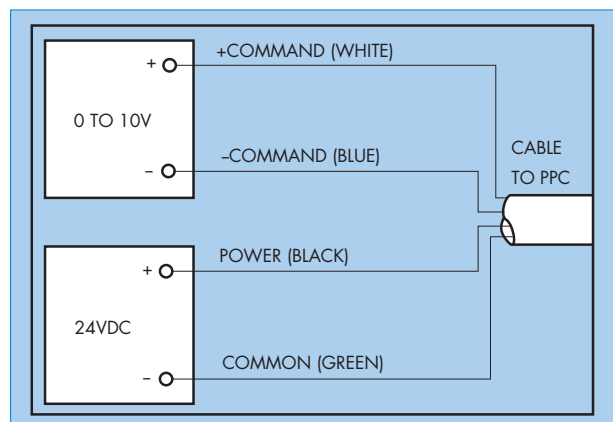 +COMMAND (WHITE)
+
0 TO 10V
–COMMAND (BLUE)
–
CABLE
TO PPC
POWER (BLACK)
+
24VDC
COMMON (GREEN)
–